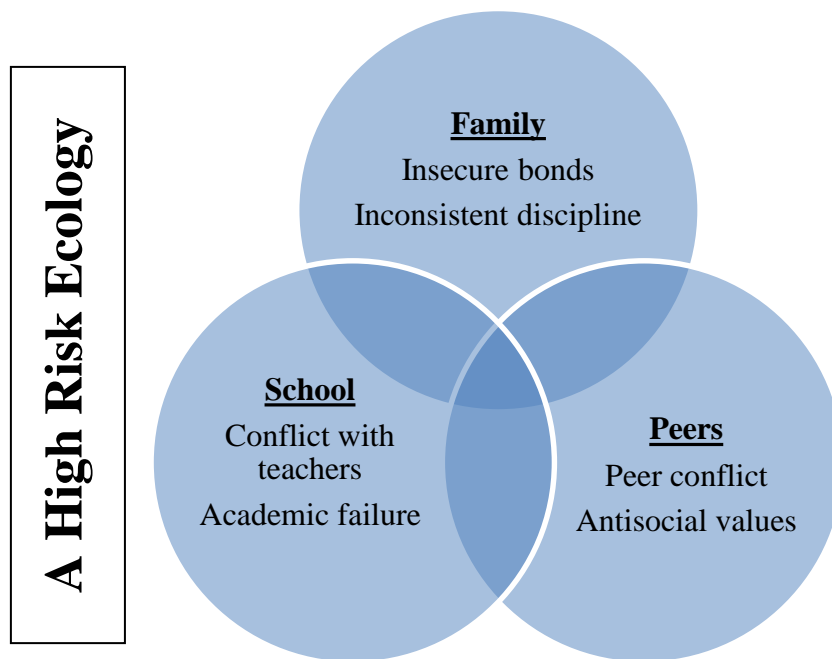 A High Risk Ecology
Family
Insecure bonds
Inconsistent discipline
School
Conflict with
teachers
Academic failure
Peers
Peer conflict
Antisocial values